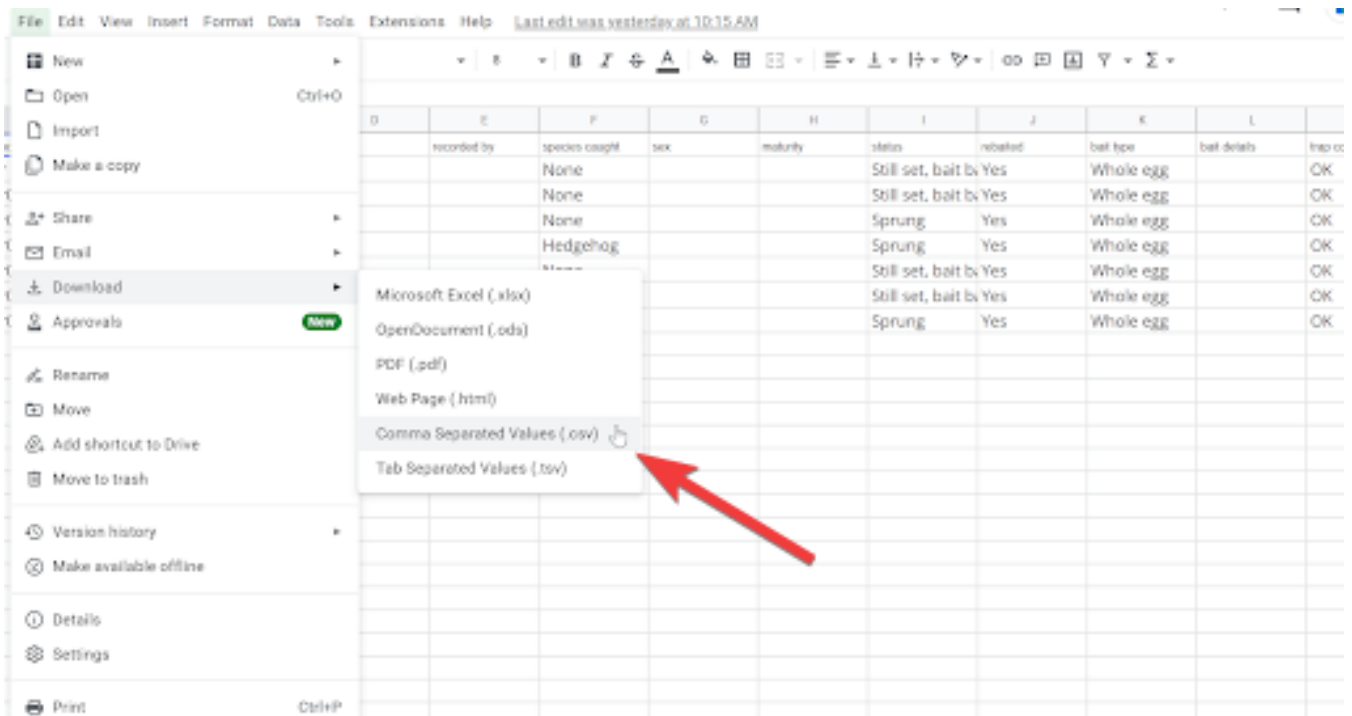 File Edit View Insert Format Data Tools Extensions Help Last edit was yesterday at 10:15 AM
New
Open Ctrl+O
Import
Make a copy
Share
Email
Download
Approvals New
Rename
Move
Add shortcut to Drive
Move to trash
Version history
Make available offline
Details
Settings
Print Ctrl+P
Microsoft Excel (.xlsx)
OpenDocument (.ods)
PDF (.pdf)
Web Page (.html)
Comma Separated Values (.csv)
Tab Separated Values (.tsv)
8 B I S A Σ
D E F G H I J K L
recorded by species caught sex maturity status rebaited bait type bait details trap
None Still set, bait Yes Whole egg OK
None Still set, bait Yes Whole egg OK
None Sprung Yes Whole egg OK
Hedgehog Sprung Yes Whole egg OK
Still set, bait Yes Whole egg OK
Still set, bait Yes Whole egg OK
Sprung Yes Whole egg OK